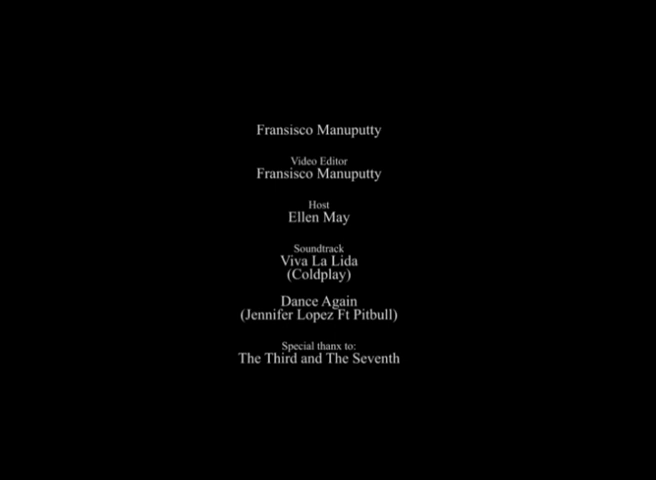 Fransisco Manuputty
Video Editor
Fransisco Manuputty
Host
Ellen May
Soundtrack
Viva La Lida
(Coldplay)
Dance Again
(Jennifer Lopez Ft Pitbull)
Special thanx to:
The Third and The Seventh